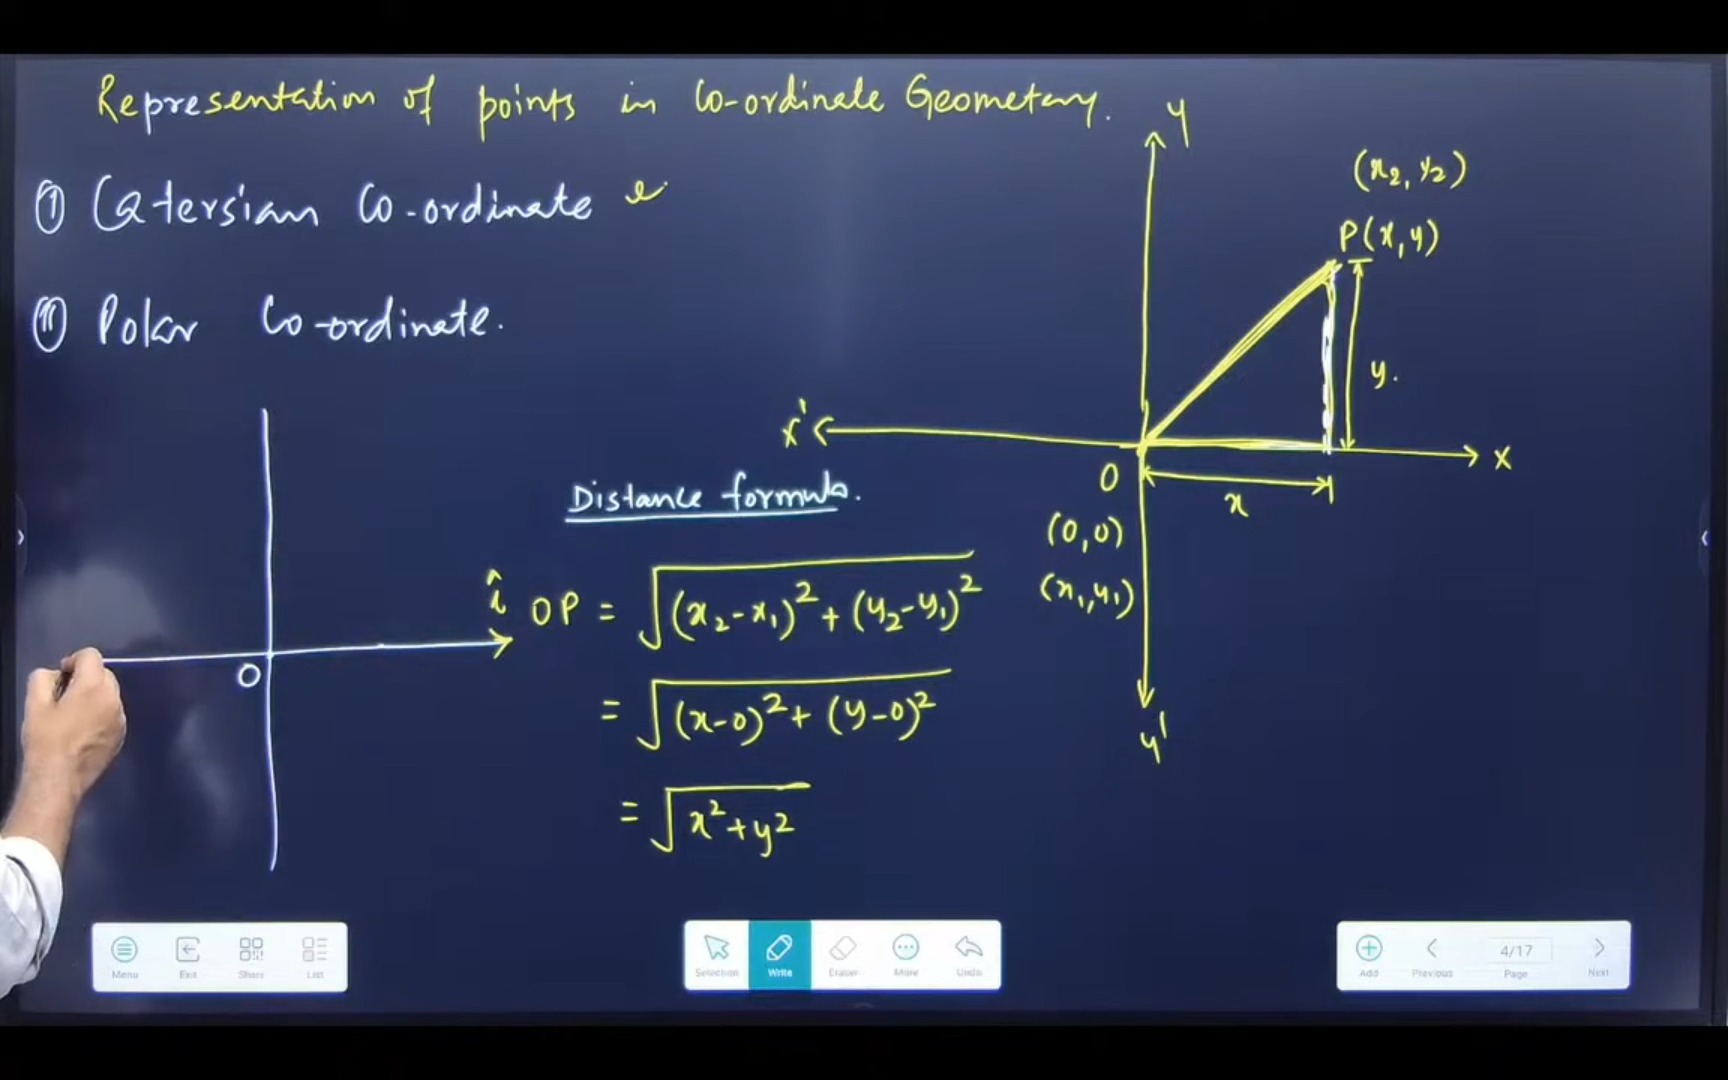 Representation of points in Co-ordinate Geometery.
① Catersian Co-ordinate
② Polar Co-ordinate.
y
(x₂, y₂)
P(x, y)
y.
x'
x
O
x
(0,0)
(x₁, y₁)
y'
Distance formula.
î
O
OP = √((x₂-x₁)² + (y₂-y₁)²)
= √((x-0)² + (y-0)²)
= √(x²+y²)
Menu Exit Share List
Selection Write Eraser More Undo
Add Previous 4/17 Page Next